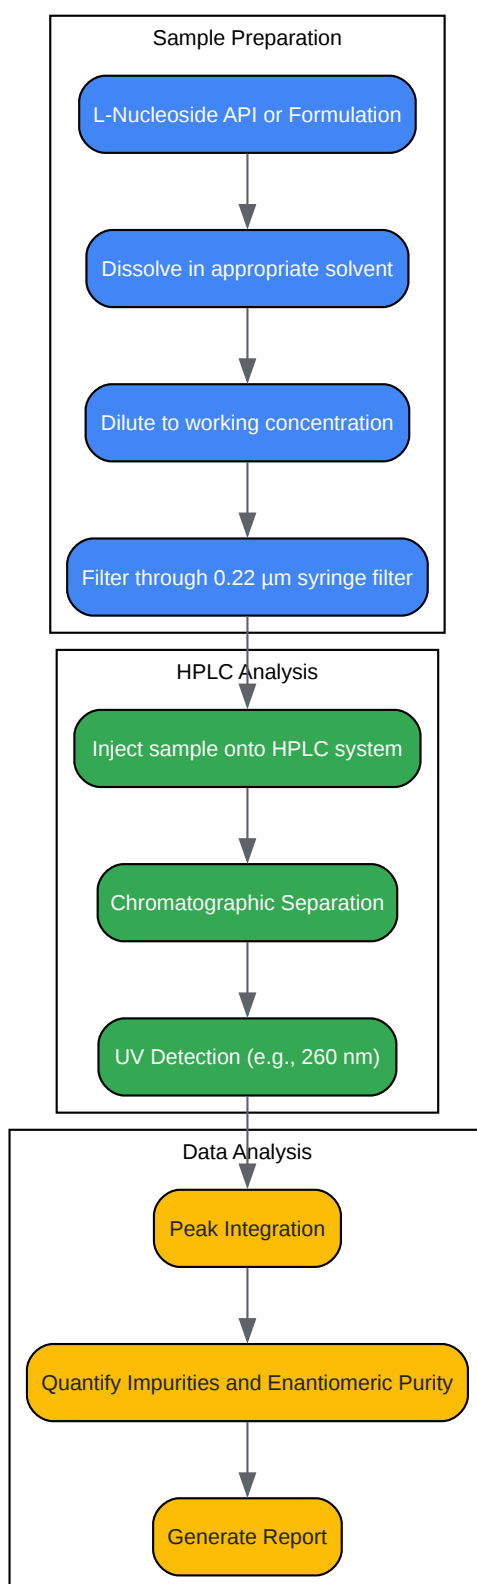 Sample Preparation
L-Nucleoside API or Formulation
Dissolve in appropriate solvent
Dilute to working concentration
Filter through 0.22 µm syringe filter
HPLC Analysis
Inject sample onto HPLC system
Chromatographic Separation
UV Detection (e.g., 260 nm)
Data Analysis
Peak Integration
Quantify Impurities and Enantiomeric Purity
Generate Report